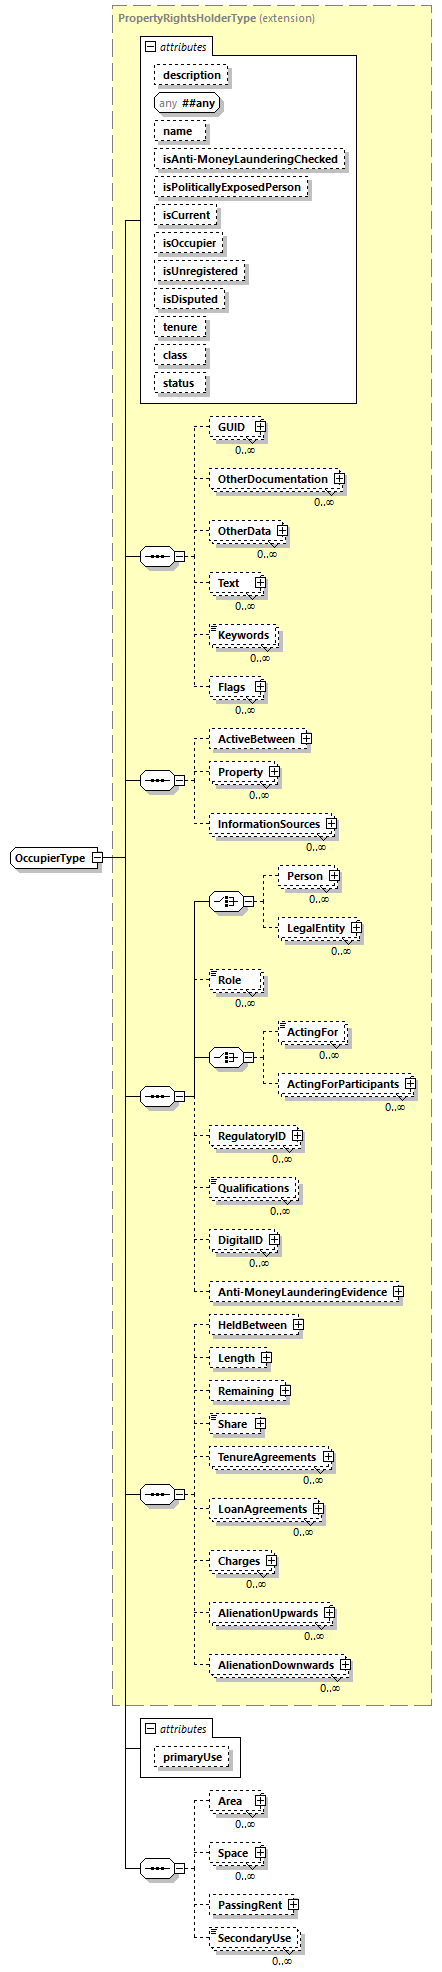 PropertyRightsHolderType (extension)
attributes
description
any ##any
name
isAnti-MoneyLaunderingChecked
isPoliticallyExposedPerson
isCurrent
isOccupier
isUnregistered
isDisputed
tenure
class
status
GUID
0..∞
OtherDocumentation
0..∞
OtherData
0..∞
Text
0..∞
Keywords
0..∞
Flags
0..∞
ActiveBetween
Property
0..∞
InformationSources
0..∞
OccupierType
Person
0..∞
LegalEntity
0..∞
Role
0..∞
ActingFor
0..∞
ActingForParticipants
0..∞
RegulatoryID
0..∞
Qualifications
0..∞
DigitalID
0..∞
Anti-MoneyLaunderingEvidence
HeldBetween
Length
Remaining
Share
TenureAgreements
0..∞
LoanAgreements
0..∞
Charges
0..∞
AlienationUpwards
0..∞
AlienationDownwards
0..∞
attributes
primaryUse
Area
0..∞
Space
0..∞
PassingRent
SecondaryUse
0..∞